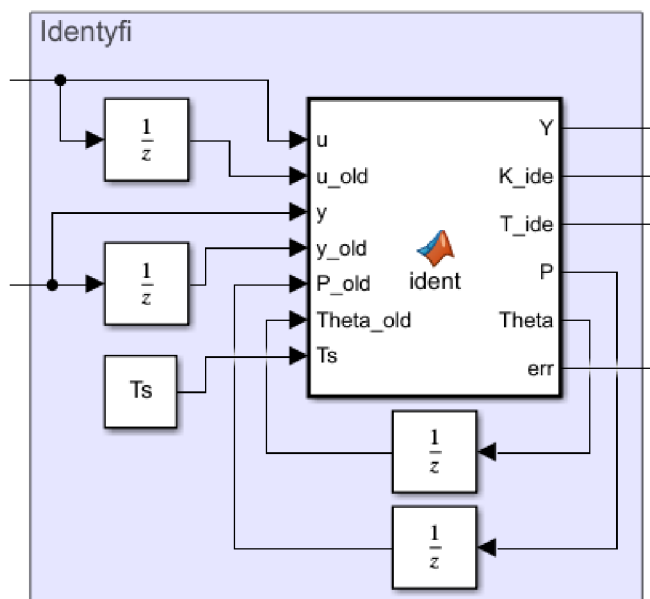 Identyfi
1
z
u
u_old
y
y_old
P_old
Theta_old
Ts
ident
Y
K_ide
T_ide
P
Theta
err
1
z
Ts
1
z
1
z